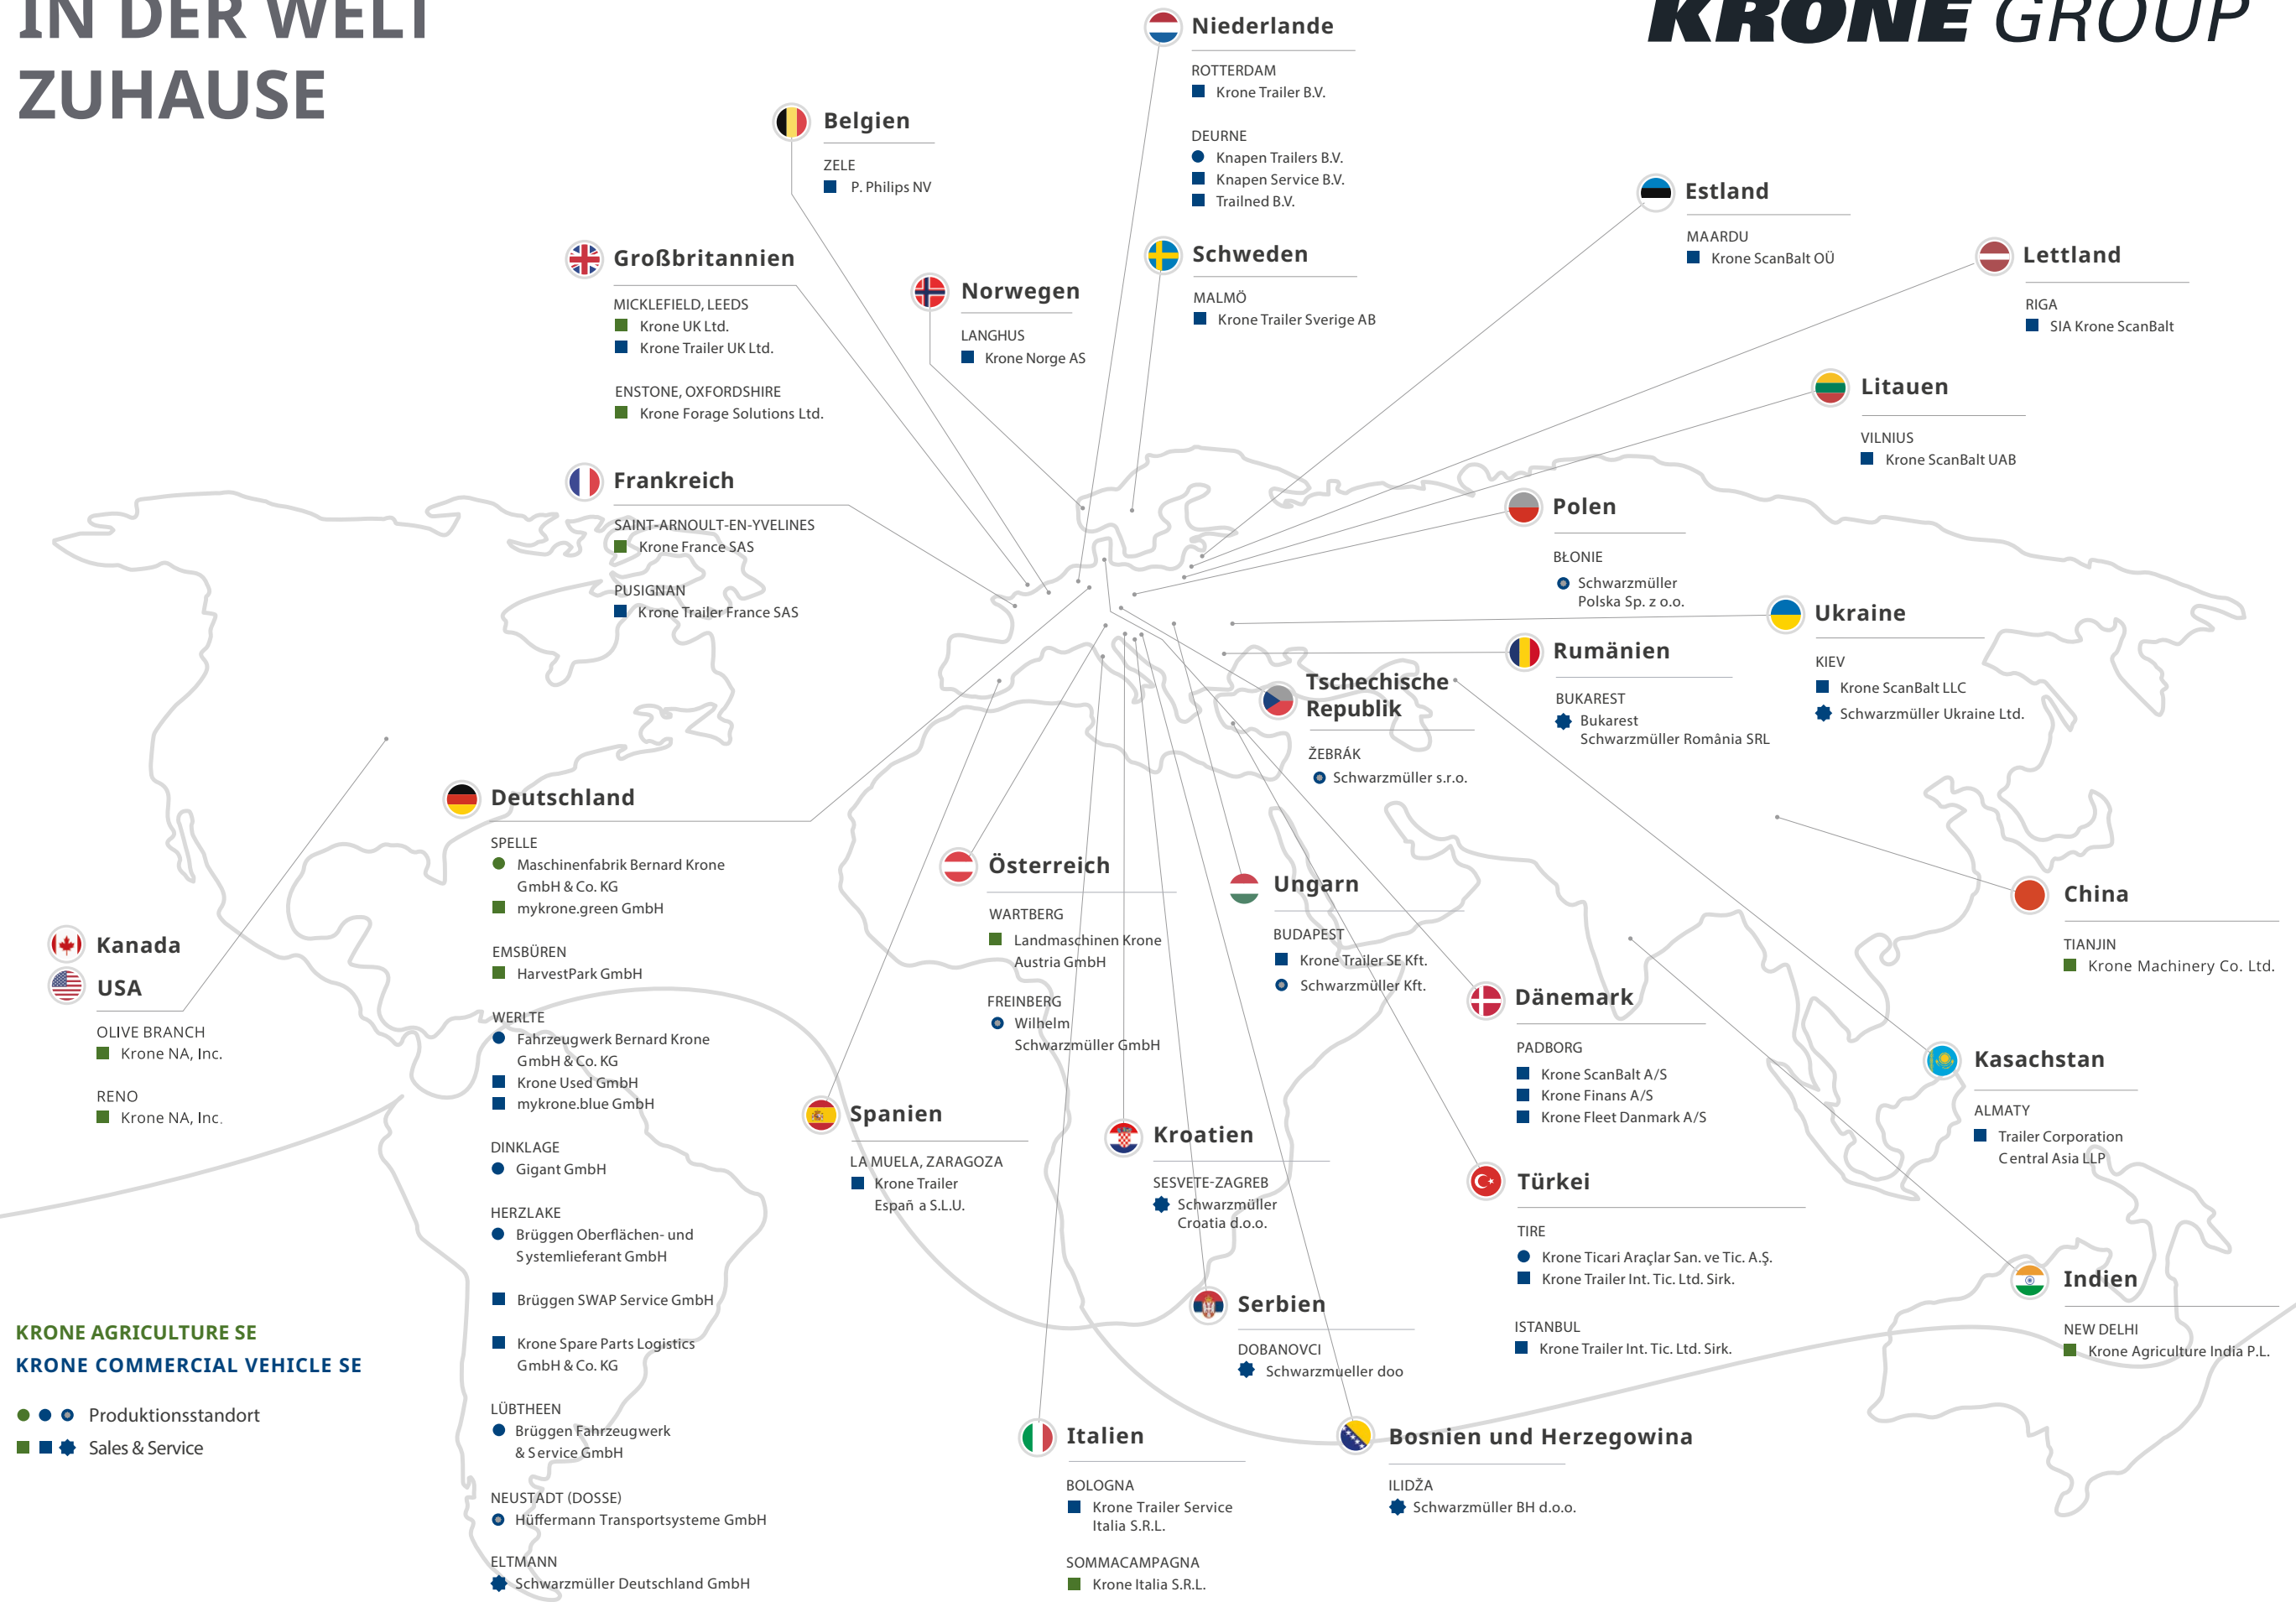 IN DER WELT
ZUHAUSE
KRONE GROUP
Niederlande
ROTTERDAM
Krone Trailer B.V.
DEURNE
Knapen Trailers B.V.
Knapen Service B.V.
Trailned B.V.
Belgien
ZELE
P. Philips NV
Estland
MAARDU
Krone ScanBalt OÜ
Großbritannien
MICKLEFIELD, LEEDS
Krone UK Ltd.
Krone Trailer UK Ltd.
ENSTONE, OXFORDSHIRE
Krone Forage Solutions Ltd.
Norwegen
LANGHUS
Krone Norge AS
Schweden
MALMÖ
Krone Trailer Sverige AB
Lettland
RIGA
SIA Krone ScanBalt
Litauen
VILNIUS
Krone ScanBalt UAB
Frankreich
SAINT-ARNOULT-EN-YVELINES
Krone France SAS
PUSIGNAN
Krone Trailer France SAS
Polen
BŁONIE
Schwarzmüller
Polska Sp. z o.o.
Ukraine
KIEV
Krone ScanBalt LLC
Schwarzmüller Ukraine Ltd.
Rumänien
BUKAREST
Bukarest
Schwarzmüller România SRL
Tschechische
Republik
ŽEBRÁK
Schwarzmüller s.r.o.
Deutschland
SPELLE
Maschinenfabrik Bernard Krone
GmbH & Co. KG
mykrone.green GmbH
EMSBÜREN
HarvestPark GmbH
WERLTE
Fahrzeugwerk Bernard Krone
GmbH & Co. KG
Krone Used GmbH
mykrone.blue GmbH
DINKLAGE
Gigant GmbH
HERZLAKE
Brüggen Oberflächen- und
Systemlieferant GmbH
Brüggen SWAP Service GmbH
Krone Spare Parts Logistics
GmbH & Co. KG
LÜBTHEEN
Brüggen Fahrzeugwerk
& Service GmbH
NEUSTADT (DOSSE)
Hüffermann Transportsysteme GmbH
ELTMANN
Schwarzmüller Deutschland GmbH
Österreich
WARTBERG
Landmaschinen Krone
Austria GmbH
FREINBERG
Wilhelm
Schwarzmüller GmbH
Ungarn
BUDAPEST
Krone Trailer SE Kft.
Schwarzmüller Kft.
China
TIANJIN
Krone Machinery Co. Ltd.
Kanada
USA
OLIVE BRANCH
Krone NA, Inc.
RENO
Krone NA, Inc.
Dänemark
PADBORG
Krone ScanBalt A/S
Krone Finans A/S
Krone Fleet Danmark A/S
Kasachstan
ALMATY
Trailer Corporation
Central Asia LLP
Spanien
LA MUELA, ZARAGOZA
Krone Trailer
Españ a S.L.U.
Kroatien
SESVETE-ZAGREB
Schwarzmüller
Croatia d.o.o.
Türkei
TIRE
Krone Ticari Araçlar San. ve Tic. A.Ş.
Krone Trailer Int. Tic. Ltd. Sirk.
ISTANBUL
Krone Trailer Int. Tic. Ltd. Sirk.
Indien
NEW DELHI
Krone Agriculture India P.L.
Serbien
DOBANOVCI
Schwarzmueller doo
Italien
BOLOGNA
Krone Trailer Service
Italia S.R.L.
SOMMACAMPAGNA
Krone Italia S.R.L.
Bosnien und Herzegowina
ILIDŽA
Schwarzmüller BH d.o.o.
KRONE AGRICULTURE SE
KRONE COMMERCIAL VEHICLE SE
Produktionsstandort
Sales & Service